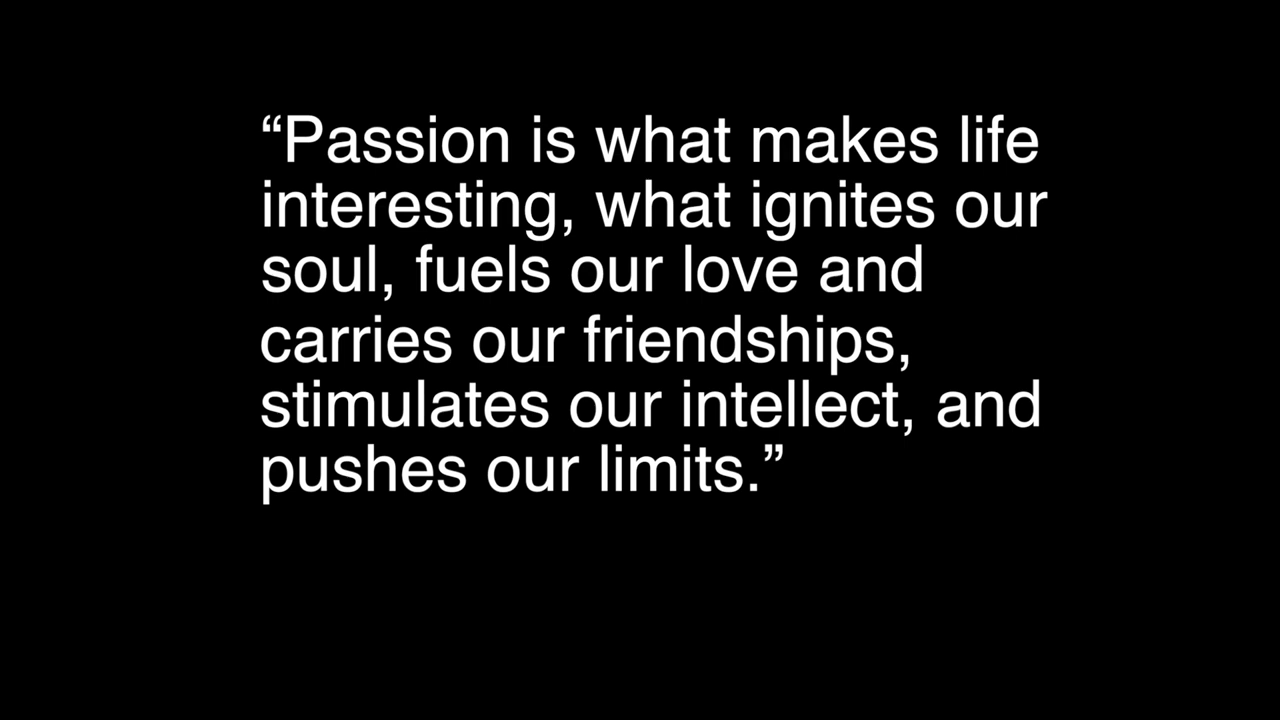 “Passion is what makes life
interesting, what ignites our
soul, fuels our love and
carries our friendships,
stimulates our intellect, and
pushes our limits.”